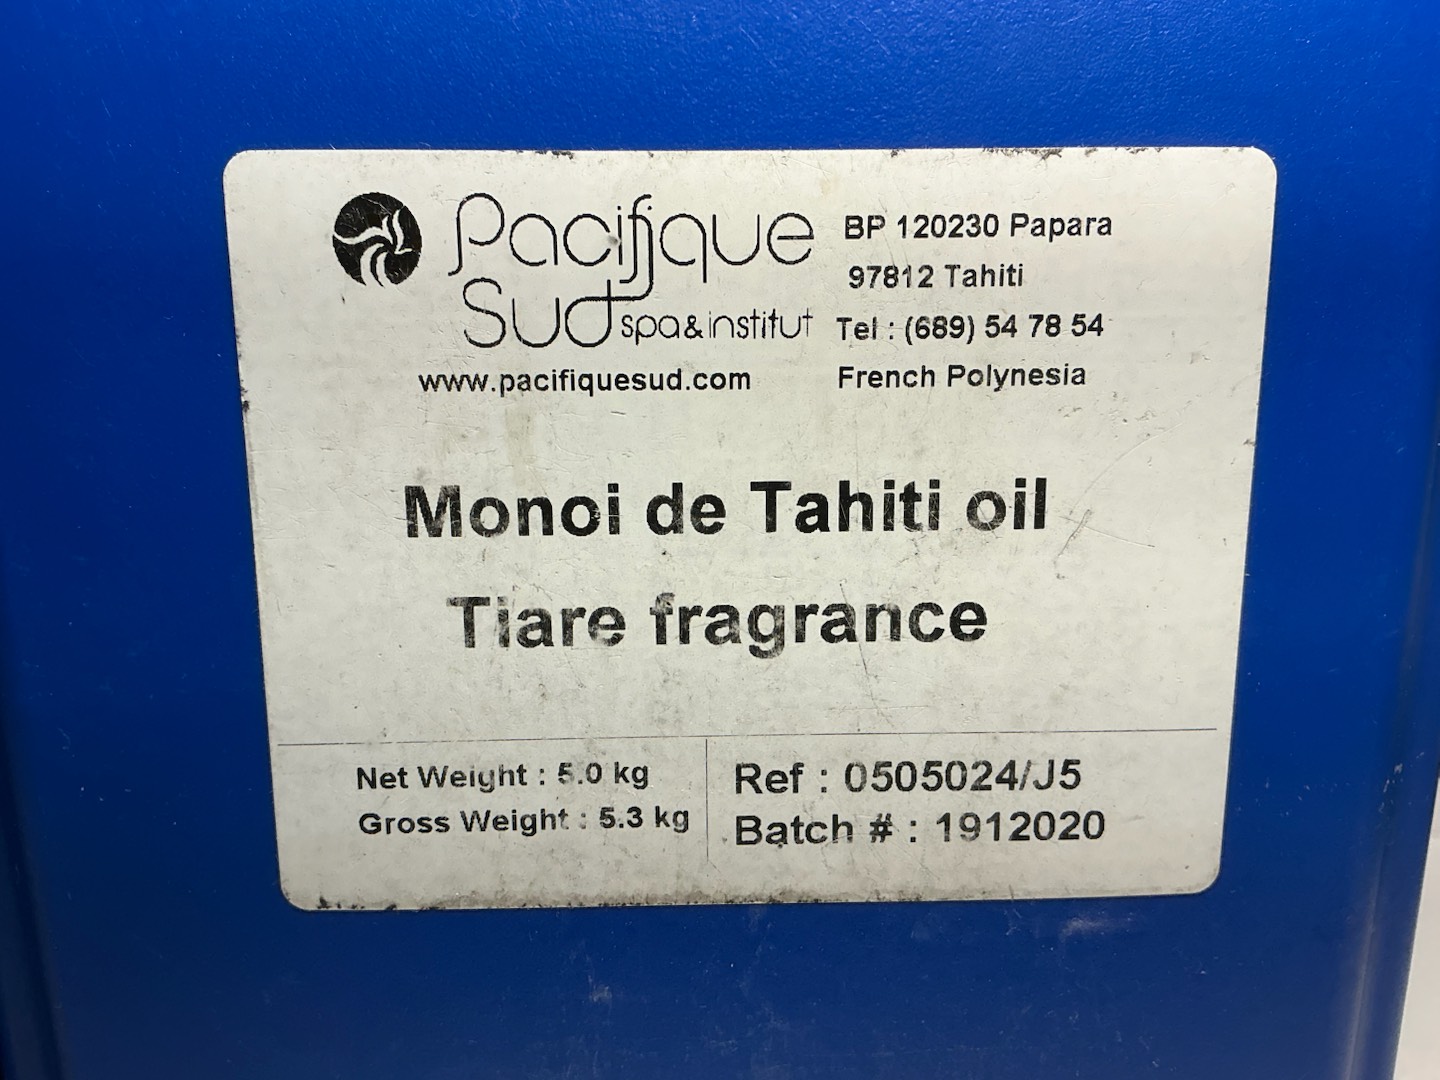 Pacifique
Sud spa & institut
www.pacifiquesud.com
BP 120230 Papara
97812 Tahiti
Tel : (689) 54 78 54
French Polynesia
Monoi de Tahiti oil
Tiare fragrance
Net Weight : 5.0 kg
Gross Weight : 5.3 kg
Ref : 0505024/J5
Batch # : 1912020